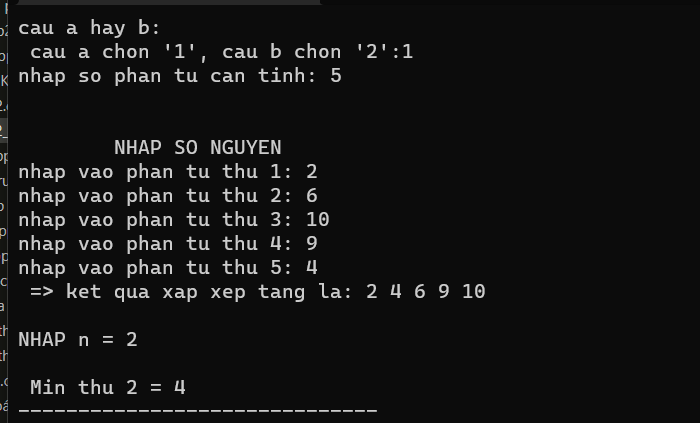 cau a hay b:
cau a chon '1', cau b chon '2':1
nhap so phan tu can tinh: 5
NHAP SO NGUYEN
nhap vao phan tu thu 1: 2
nhap vao phan tu thu 2: 6
nhap vao phan tu thu 3: 10
nhap vao phan tu thu 4: 9
nhap vao phan tu thu 5: 4
=> ket qua xap xep tang la: 2 4 6 9 10
NHAP n = 2
Min thu 2 = 4
------------------------------